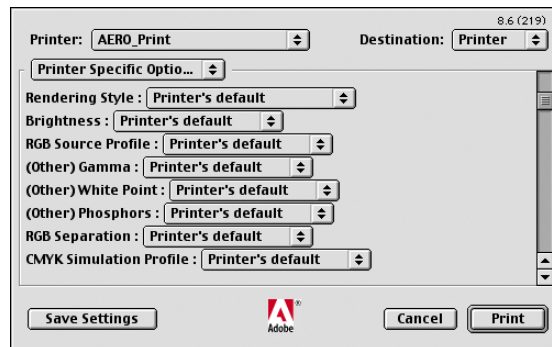 8.6 (219)
Printer: AERO_Print Destination: Printer
Printer Specific Optio...
Rendering Style : Printer's default
Brightness : Printer's default
RGB Source Profile : Printer's default
(Other) Gamma : Printer's default
(Other) White Point : Printer's default
(Other) Phosphors : Printer's default
RGB Separation : Printer's default
CMYK Simulation Profile : Printer's default
Save Settings Adobe ® Cancel Print